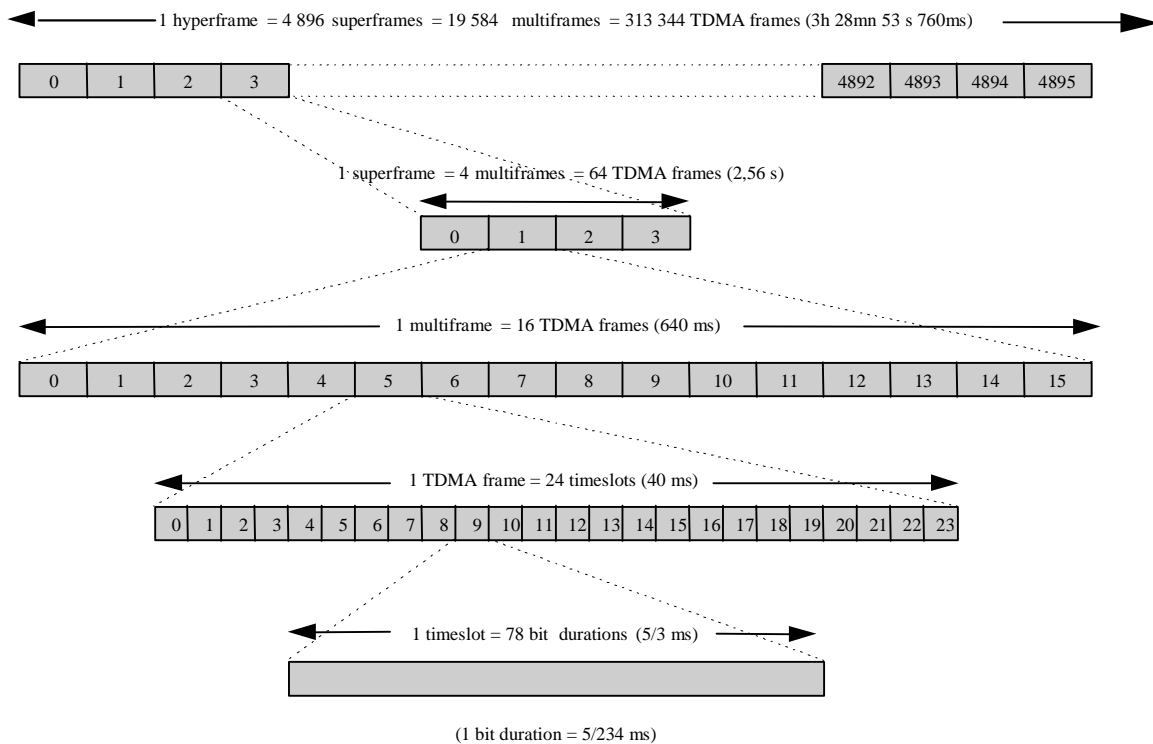 1 hyperframe = 4 896 superframes = 19 584 multiframes = 313 344 TDMA frames (3h 28mn 53 s 760ms)
0 1 2 3 4892 4893 4894 4895
1 superframe = 4 multiframes = 64 TDMA frames (2,56 s)
0 1 2 3
1 multiframe = 16 TDMA frames (640 ms)
0 1 2 3 4 5 6 7 8 9 10 11 12 13 14 15
1 TDMA frame = 24 timeslots (40 ms)
0 1 2 3 4 5 6 7 8 9 10 11 12 13 14 15 16 17 18 19 20 21 22 23
1 timeslot = 78 bit durations (5/3 ms)
(1 bit duration = 5/234 ms)